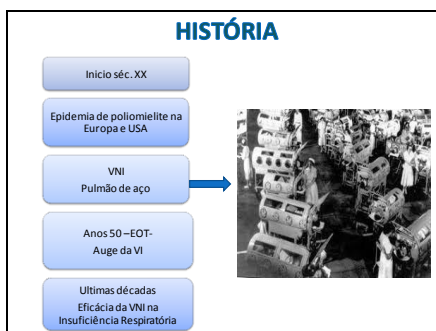 HISTÓRIA
Inicio séc. XX
Epidemia de poliomielite na
Europa e USA
VNI
Pulmão de aço
Anos 50 –EOT-
Auge da VI
Ultimas décadas
Eficácia da VNI na
Insuficiência Respiratória